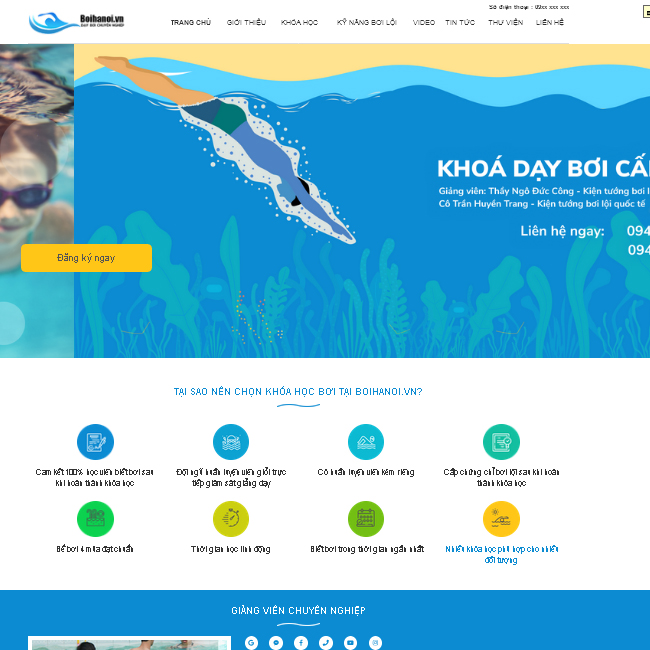 Số điện thoại : 09xx xxx xxx
Boihanoi.vn
DẠY BƠI CHUYÊN NGHIỆP
TRANG CHỦ GIỚI THIỆU KHÓA HỌC KỸ NĂNG BƠI LỘI VIDEO TIN TỨC THƯ VIỆN LIÊN HỆ
KHOÁ DẠY BƠI CẤ
Giảng viên: Thầy Ngô Đức Công - Kiện tướng bơi l
Cô Trần Huyền Trang - Kiện tướng bơi lội quốc tế
Liên hệ ngay: 094
094
Đăng ký ngay
TẠI SAO NÊN CHỌN KHÓA HỌC BƠI TẠI BOIHANOI.VN?
Cam kết 100% học viên biết bơi sau
khi hoàn thành khóa học
Đội ngũ huấn luyện viên giỏi trực
tiếp giám sát giảng dạy
Có huấn luyện viên kèm riêng
Cấp chứng chỉ bơi lội sau khi hoàn
thành khóa học
Bể bơi 4 mùa đạt chuẩn
Thời gian học linh động
Biết bơi trong thời gian ngắn nhất
Nhiều khóa học phù hợp cho nhiều
đối tượng
GIẢNG VIÊN CHUYÊN NGHIỆP